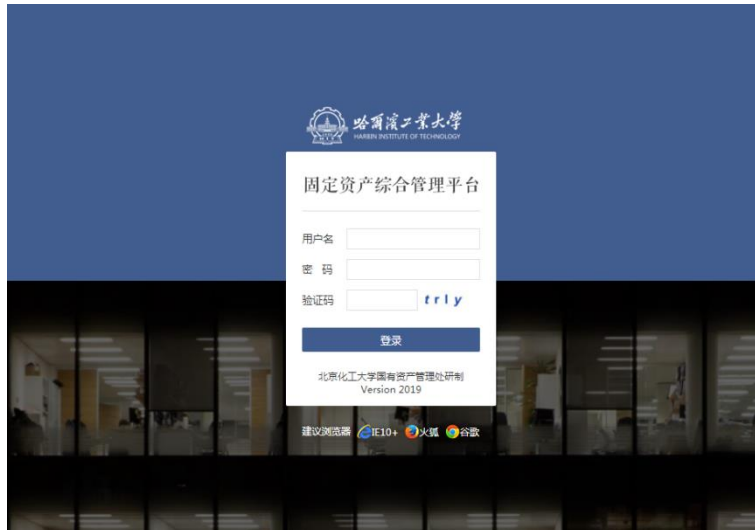 哈爾濱工業大學
HARBIN INSTITUTE OF TECHNOLOGY
固定资产综合管理平台
用户名
密 码
验证码 trly
登录
北京化工大学国有资产管理处研制
Version 2019
建议浏览器 IE10+ 火狐 谷歌